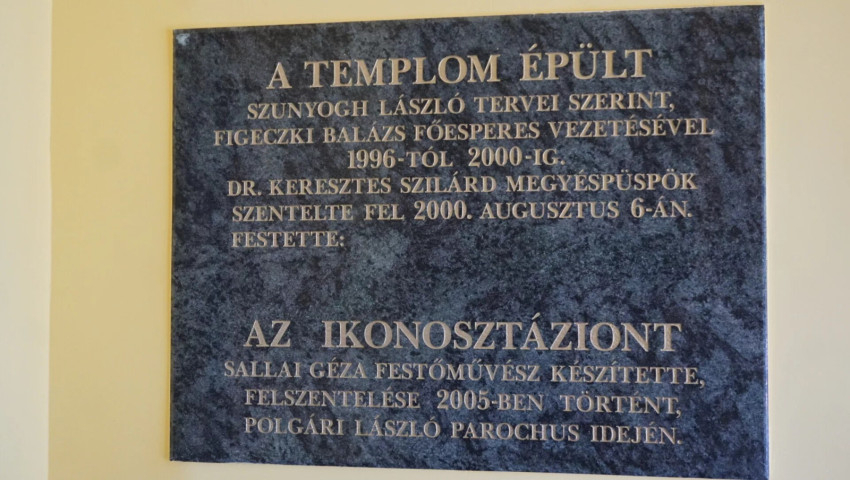 A TEMPLOM ÉPÜLT
SZUNYOGH LÁSZLÓ TERVEI SZERINT,
FIGECZKI BALÁZS FŐESPERES VEZETÉSÉVEL
1996-TÓL 2000-IG.
DR. KERESZTES SZILÁRD MEGYÉSPÜSPÖK
SZENTELTE FEL 2000. AUGUSZTUS 6-ÁN.
FESTETTE:
AZ IKONOSZTÁZIONT
SALLAI GÉZA FESTŐMŰVÉSZ KÉSZÍTETTE,
FELSZENTELÉSE 2005-BEN TÖRTÉNT,
POLGÁRI LÁSZLÓ PAROCHUS IDEJÉN.